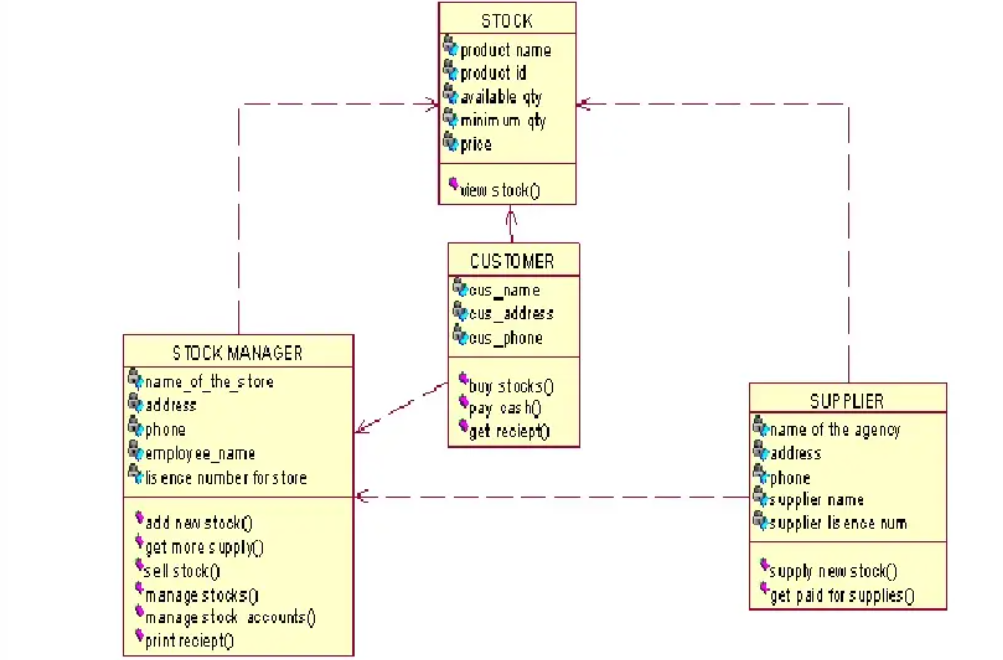 STOCK
product name
product id
available qty
minimum qty
price
view stock()
CUSTOMER
cus_name
cus_address
cus_phone
buy stocks()
pay cash()
get reciept()
STOCK MANAGER
name_of_the_store
address
phone
employee_name
lisence number for store
add new stock()
get more supply()
sell stock()
manage stocks()
manage stock accounts()
print reciept()
SUPPLIER
name of the agency
address
phone
supplier name
supplier lisence num
supply new stock()
get paid for supplies()